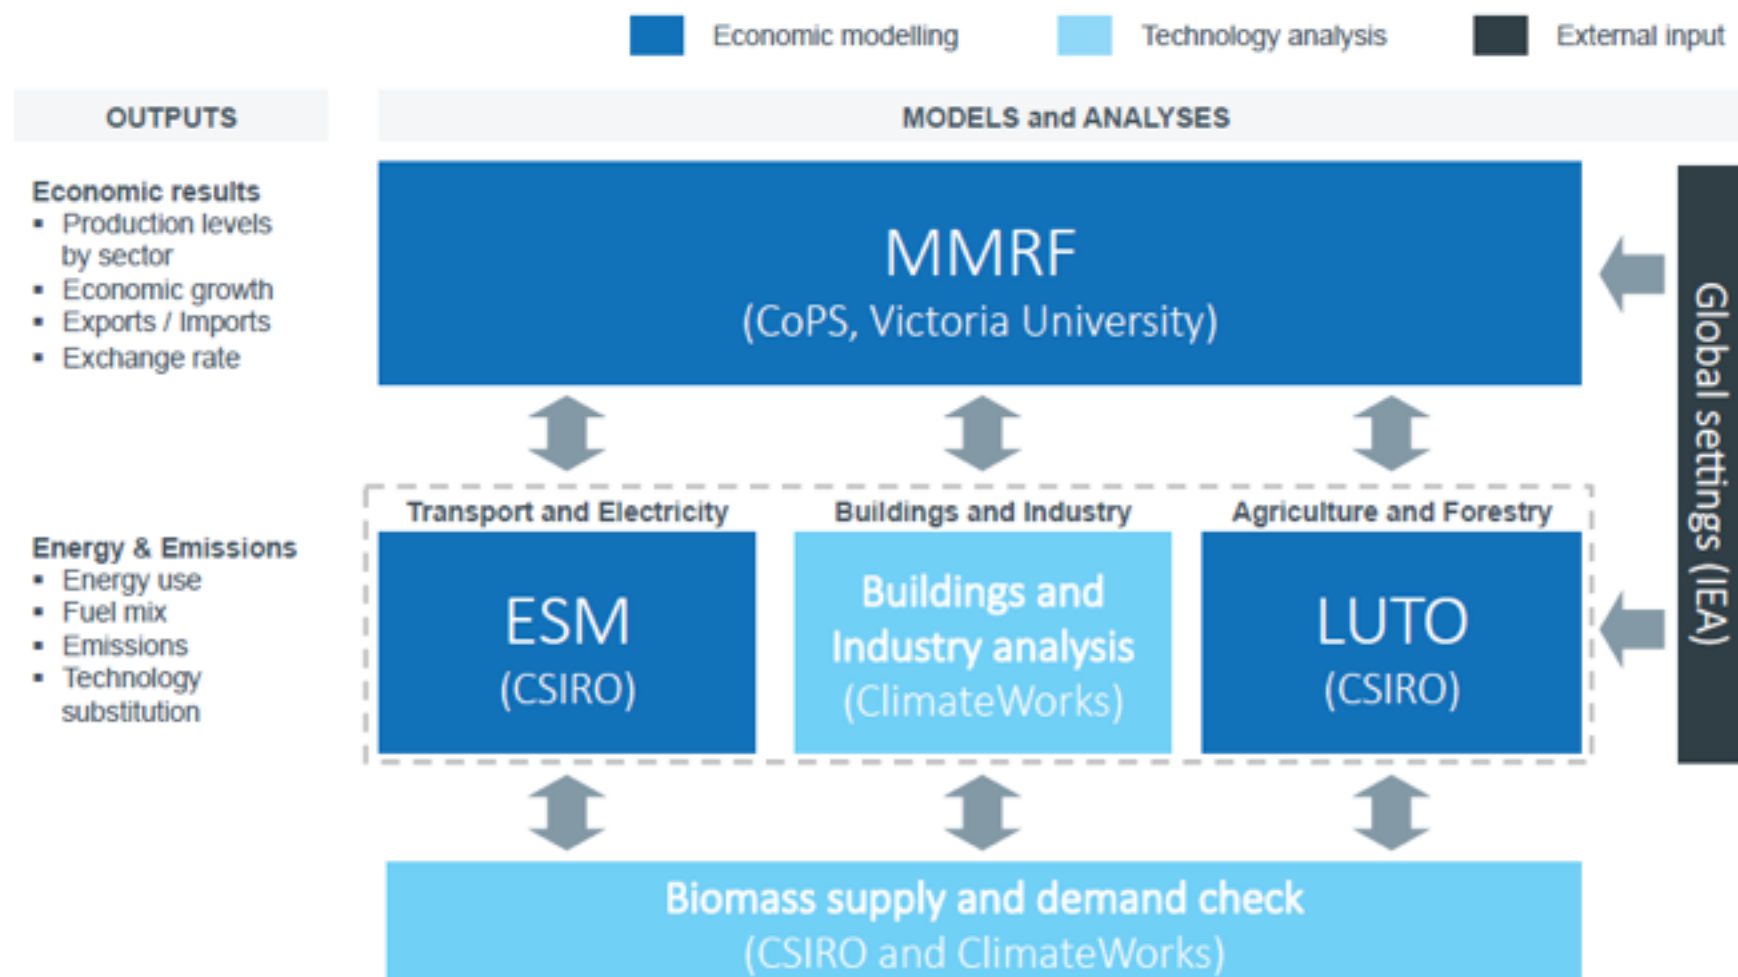 Economic modelling
Technology analysis
External input
OUTPUTS
MODELS and ANALYSES
Economic results
▪ Production levels
by sector
▪ Economic growth
▪ Exports / Imports
▪ Exchange rate
MMRF
(CoPS, Victoria University)
Global settings (IEA)
Energy & Emissions
▪ Energy use
▪ Fuel mix
▪ Emissions
▪ Technology
substitution
Transport and Electricity
ESM
(CSIRO)
Buildings and Industry
Buildings and
Industry analysis
(ClimateWorks)
Agriculture and Forestry
LUTO
(CSIRO)
Biomass supply and demand check
(CSIRO and ClimateWorks)